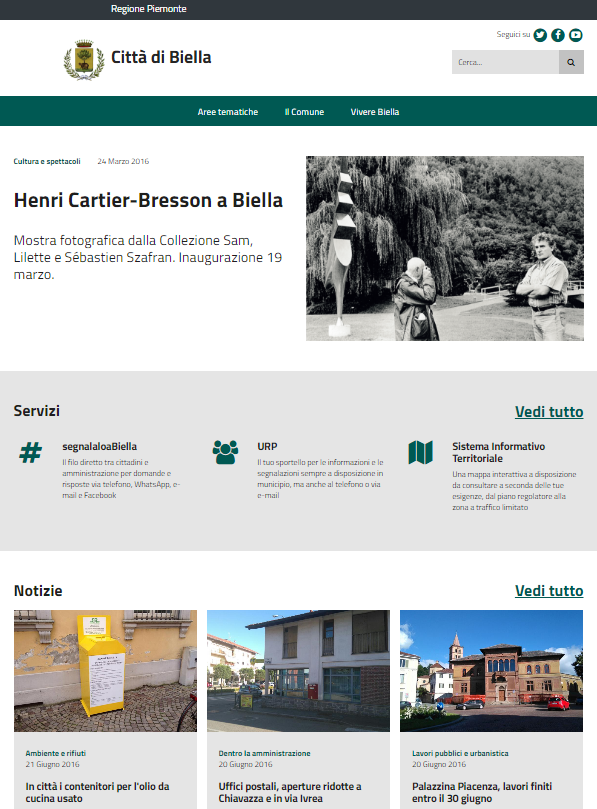 Regione Piemonte
Seguici su
Città di Biella
Cerca...
Aree tematiche Il Comune Vivere Biella
Cultura e spettacoli 24 Marzo 2016
Henri Cartier-Bresson a Biella
Mostra fotografica dalla Collezione Sam,
Lilette e Sébastien Szafran. Inaugurazione 19
marzo.
Servizi
Vedi tutto
segnalaloaBiella
Il filo diretto tra cittadini e
amministrazione per domande e
risposte via telefono, WhatsApp, e-
mail e Facebook
URP
Il tuo sportello per le informazioni e le
segnalazioni sempre a disposizione in
municipio, ma anche al telefono o via
e-mail
Sistema Informativo
Territoriale
Una mappa interattiva a disposizione
da consultare a seconda delle tue
esigenze, dal piano regolatore alla
zona a traffico limitato
Notizie
Vedi tutto
Ambiente e rifiuti
21 Giugno 2016
In città i contenitori per l'olio da
cucina usato
Dentro la amministrazione
20 Giugno 2016
Uffici postali, aperture ridotte a
Chiavazza e in via Ivrea
Lavori pubblici e urbanistica
20 Giugno 2016
Palazzina Piacenza, lavori finiti
entro il 30 giugno